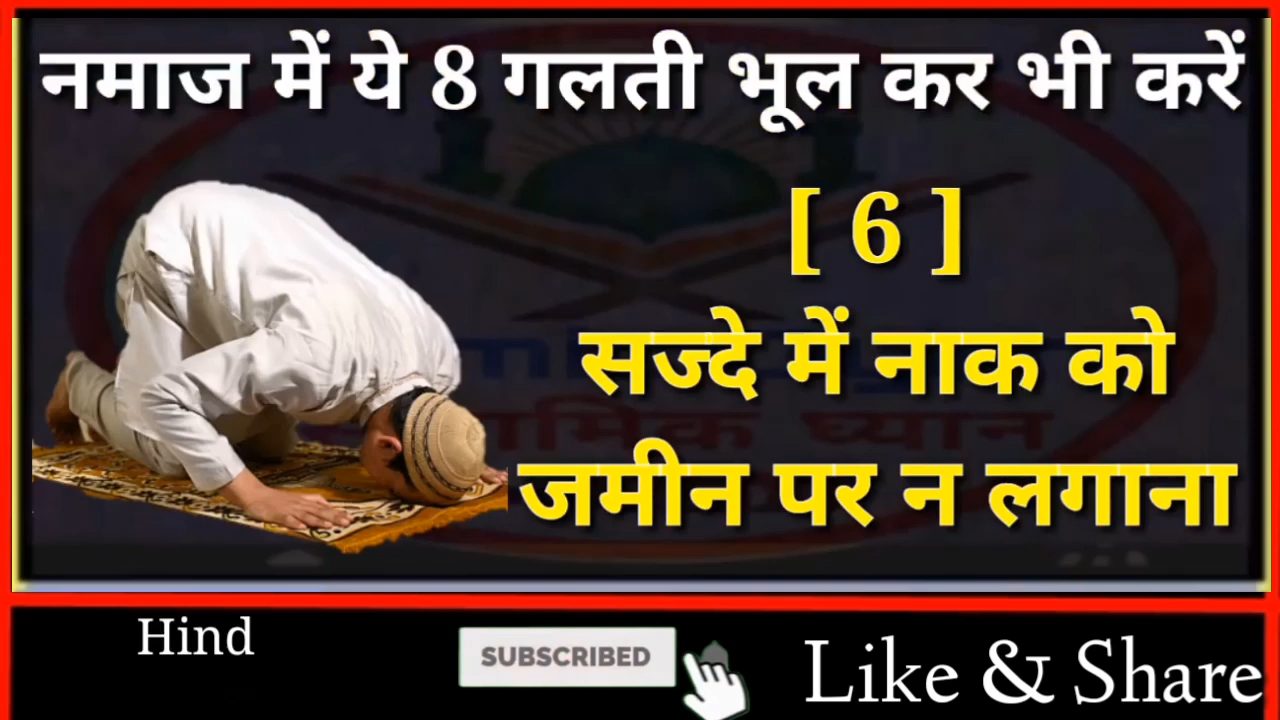 नमाज में ये 8 गलती भूल कर भी करें
[ 6 ]
सज्दे में नाक को
जमीन पर न लगाना
Hind
SUBSCRIBED
Like & Share